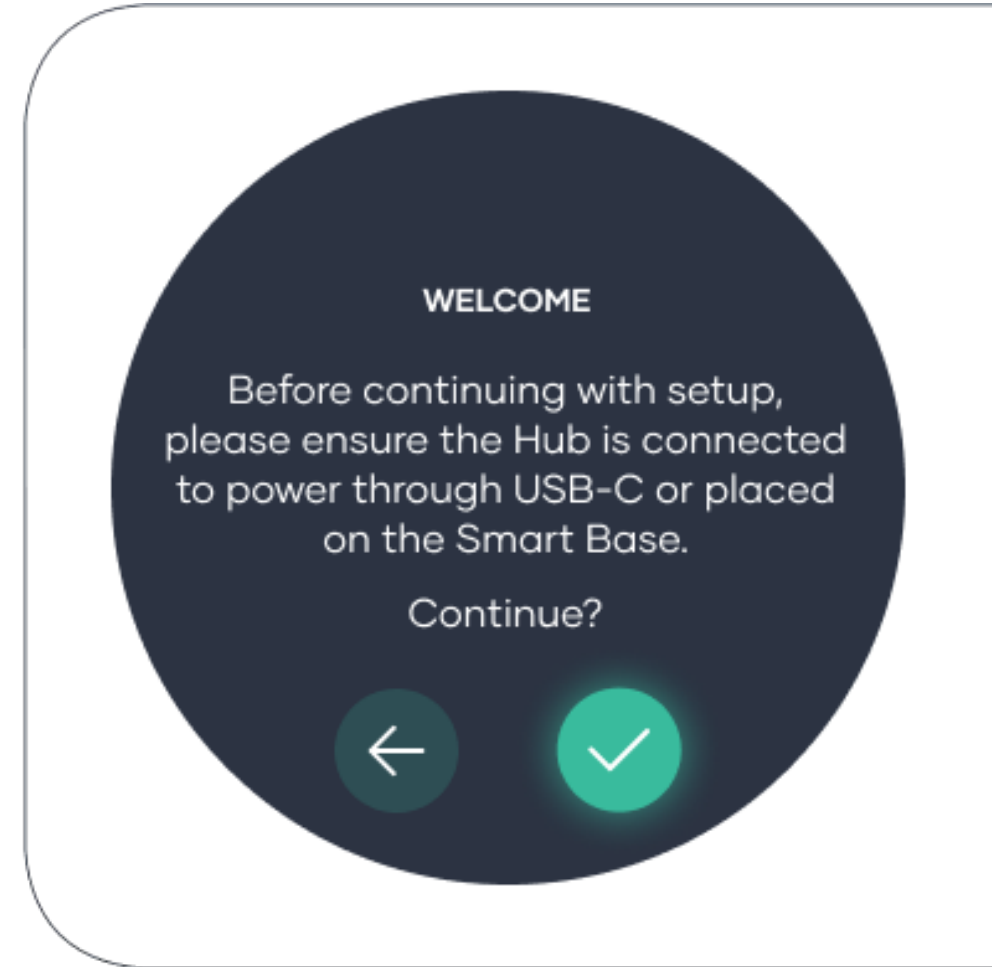 WELCOME
Before continuing with setup,
please ensure the Hub is connected
to power through USB-C or placed
on the Smart Base.
Continue?